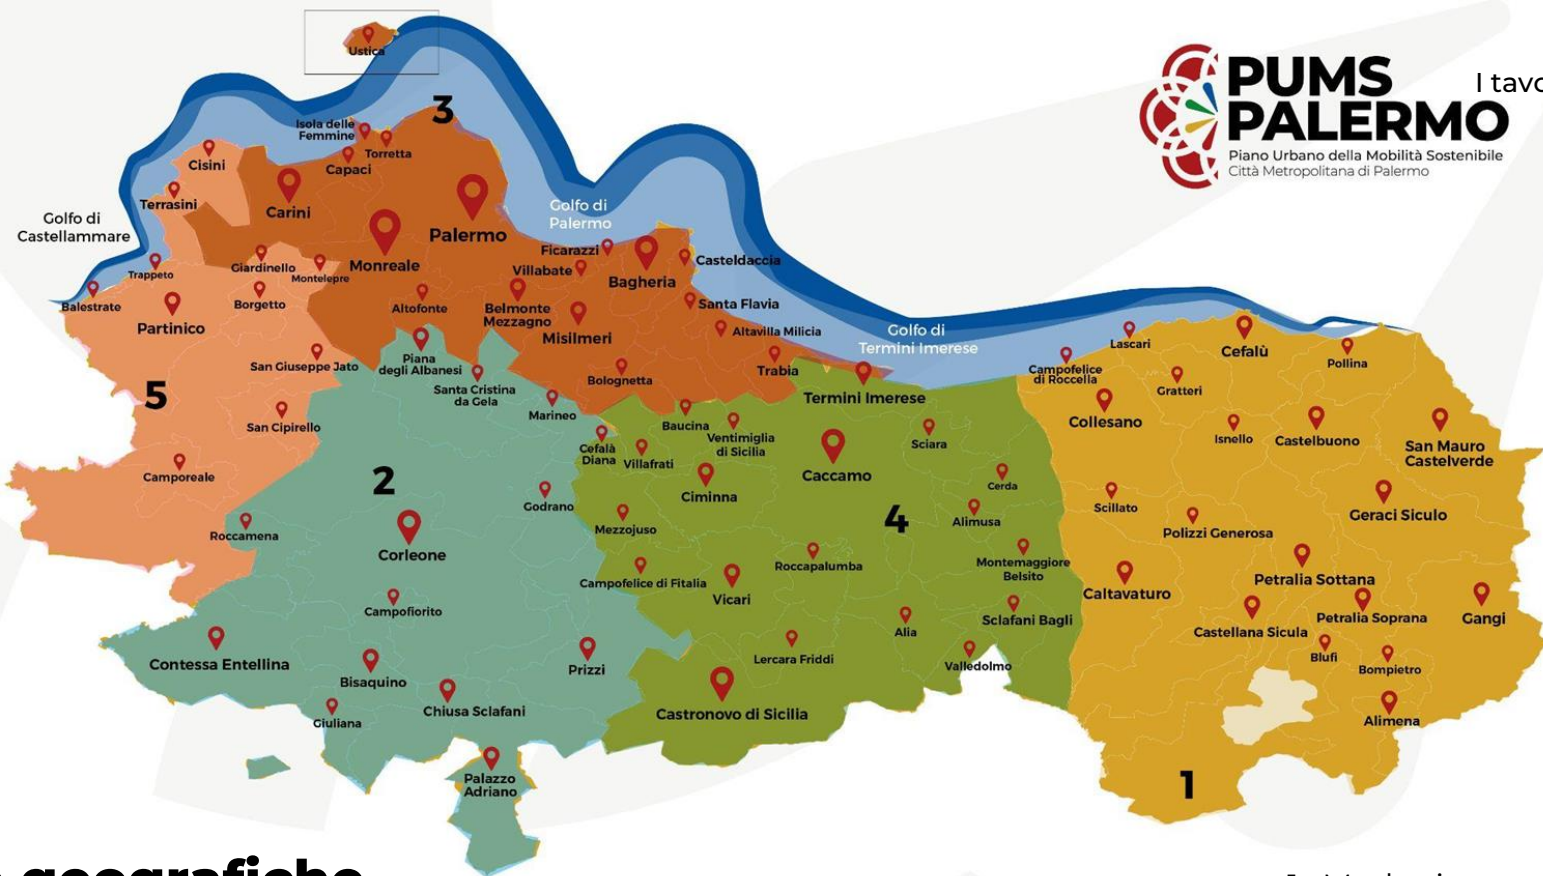 Ustica
3
Isola delle
Femmine
Torretta
Capaci
Cisini
Terrasini
Carini
Palermo
Monreale
Golfo di
Castellammare
Golfo di
Palermo
Trappeto
Giardinello
Montelepre
Balestrate
Borgetto
Partinico
Altofonte
Ficarazzi
Villabate
Bagheria
Casteldaccia
Belmonte
Mezzagno
Misilmeri
Santa Flavia
Altavilla Milicia
Trabia
Bolognetta
Golfo di
Termini Imerese
Termini Imerese
San Giuseppe Jato
Piana
degli Albanesi
Santa Cristina
da Gela
Marineo
5
San Cipirello
Camporeale
Roccamena
2
Corleone
Godrano
Campofiorito
Contessa Entellina
Bisaquino
Giuliana
Chiusa Sclafani
Prizzi
Palazzo
Adriano
Cefalà
Diana
Villafrati
Baucina
Ventimiglia
di Sicilia
Ciminna
Caccamo
Sciara
Cerda
Mezzojuso
4
Alimusa
Campofelice di Fitalia
Vicari
Roccapalumba
Montemaggiore
Belsito
Sclafani Bagli
Alia
Lercara Friddi
Valledolmo
Castronovo di Sicilia
Lascari
Campofelice
di Roccella
Cefalù
Pollina
Gratteri
Collesano
Isnello
Castelbuono
San Mauro
Castelverde
Scillato
Polizzi Generosa
Geraci Siculo
Caltavaturo
Petralia Sottana
Castellana Sicula
Petralia Soprana
Gangi
Blufi
Bompietro
Alimena
1
PUMS
PALERMO
Piano Urbano della Mobilità Sostenibile
Città Metropolitana di Palermo
I tavo
geografiche